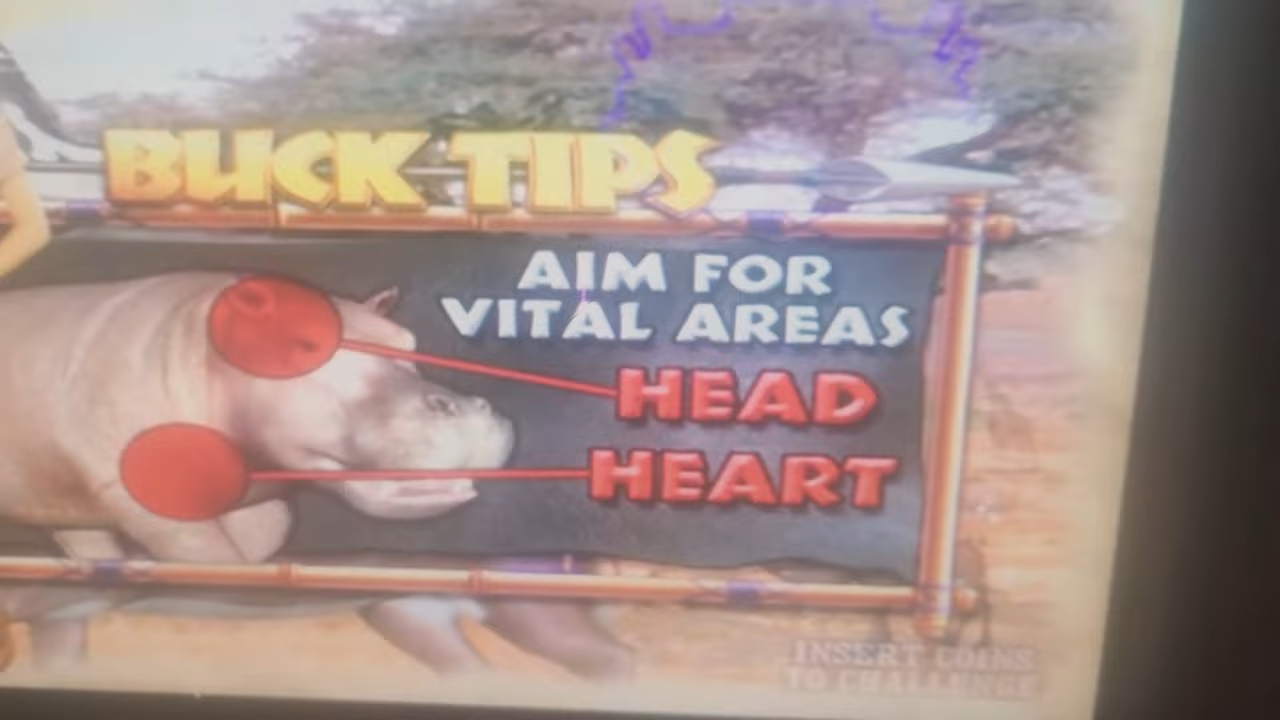 BUCK TIPS
AIM FOR
VITAL AREAS
HEAD
HEART
INSERT COINS
TO CHALLENGE